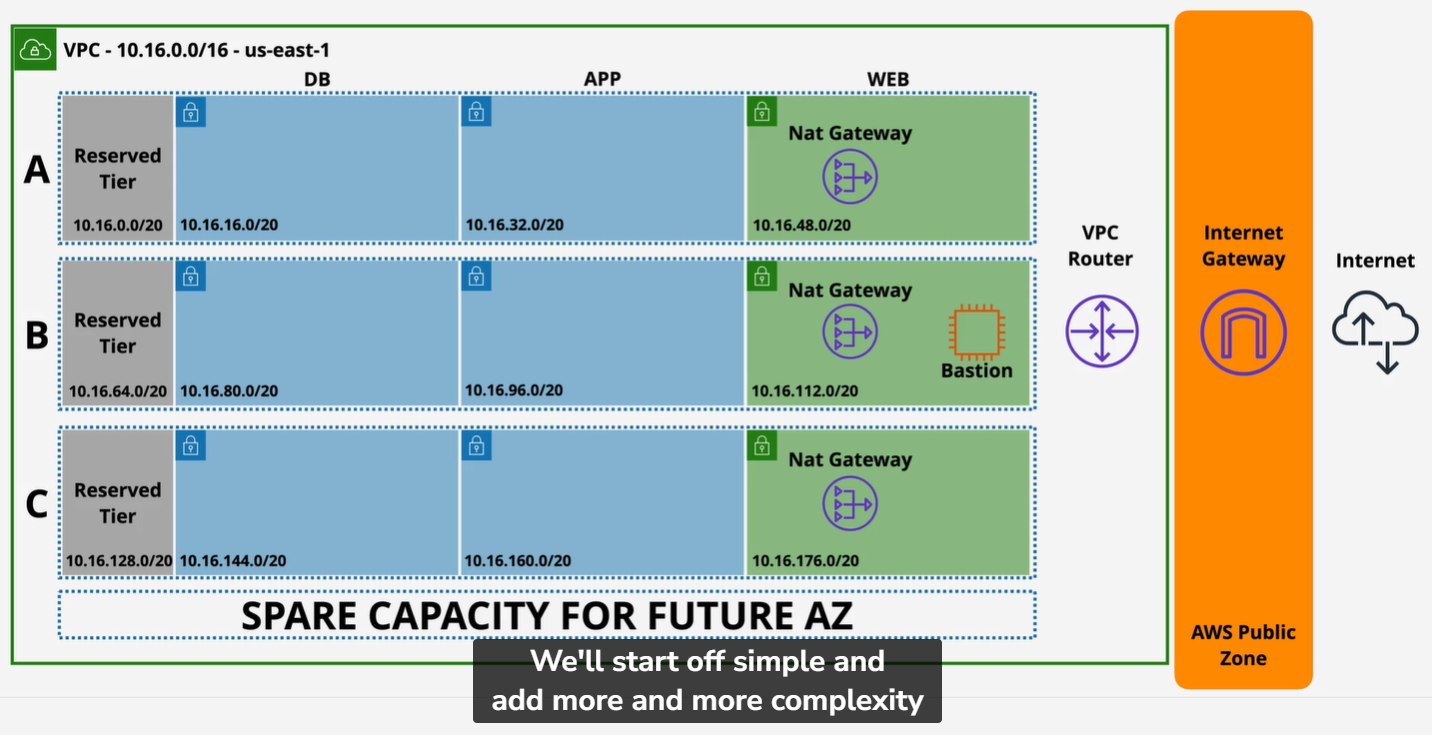 VPC - 10.16.0.0/16 - us-east-1
DB
APP
WEB
A
Reserved
Tier
10.16.0.0/20
10.16.16.0/20
10.16.32.0/20
Nat Gateway
10.16.48.0/20
B
Reserved
Tier
10.16.64.0/20
10.16.80.0/20
10.16.96.0/20
Nat Gateway
Bastion
10.16.112.0/20
C
Reserved
Tier
10.16.128.0/20
10.16.144.0/20
10.16.160.0/20
Nat Gateway
10.16.176.0/20
SPARE CAPACITY FOR FUTURE AZ
VPC
Router
Internet
Gateway
AWS Public
Zone
Internet
We'll start off simple and
add more and more complexity